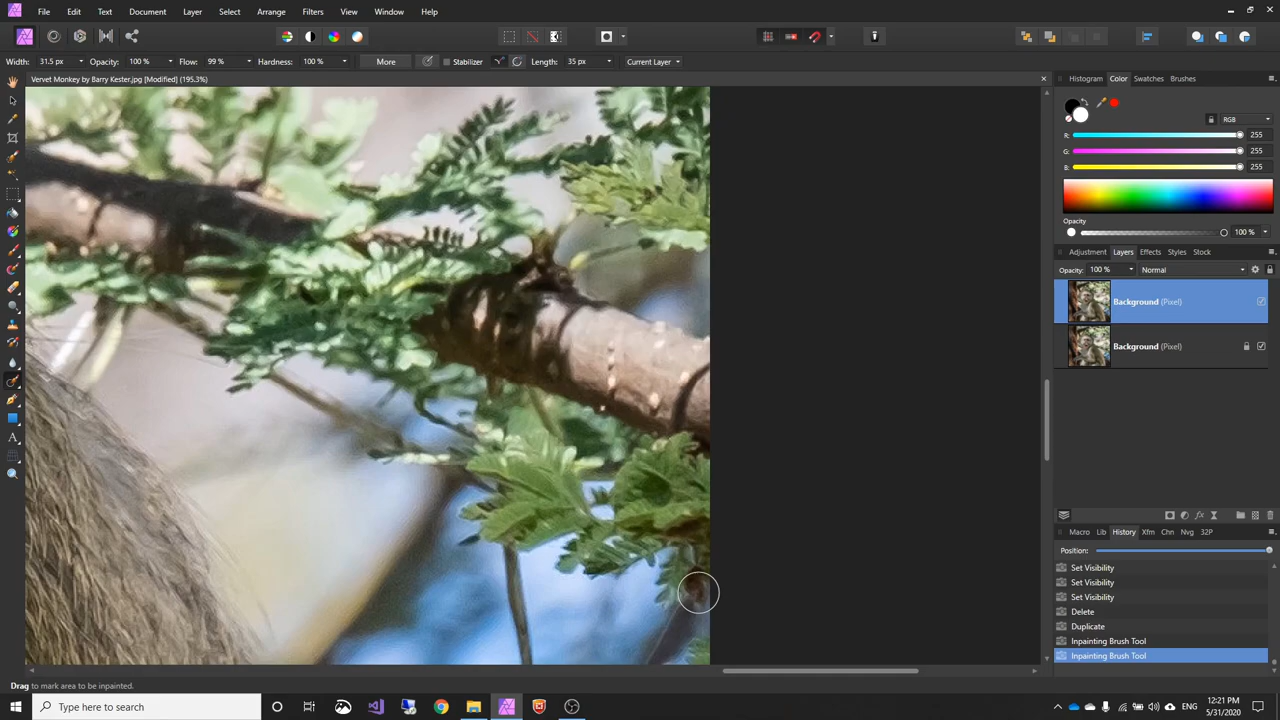 File Edit Text Document Layer Select Arrange Filters View Window Help
Width: 31.5 px Opacity: 100 % Flow: 99 % Hardness: 100 % More Stabilizer Length: 35 px Current Layer
Vervet Monkey by Barry Kester.jpg [Modified] (195.3%)
Histogram Color Swatches Brushes
RGB
R: 255
G: 255
B: 255
Opacity
100 %
Adjustment Layers Effects Styles Stock
Opacity: 100 % Normal
Background (Pixel)
Background (Pixel)
Macro Lib History Xfm Chn Nvg 32P
Position:
Set Visibility
Set Visibility
Set Visibility
Delete
Duplicate
Inpainting Brush Tool
Inpainting Brush Tool
Drag to mark area to be inpainted.
Type here to search
ENG
12:21 PM
5/31/2020